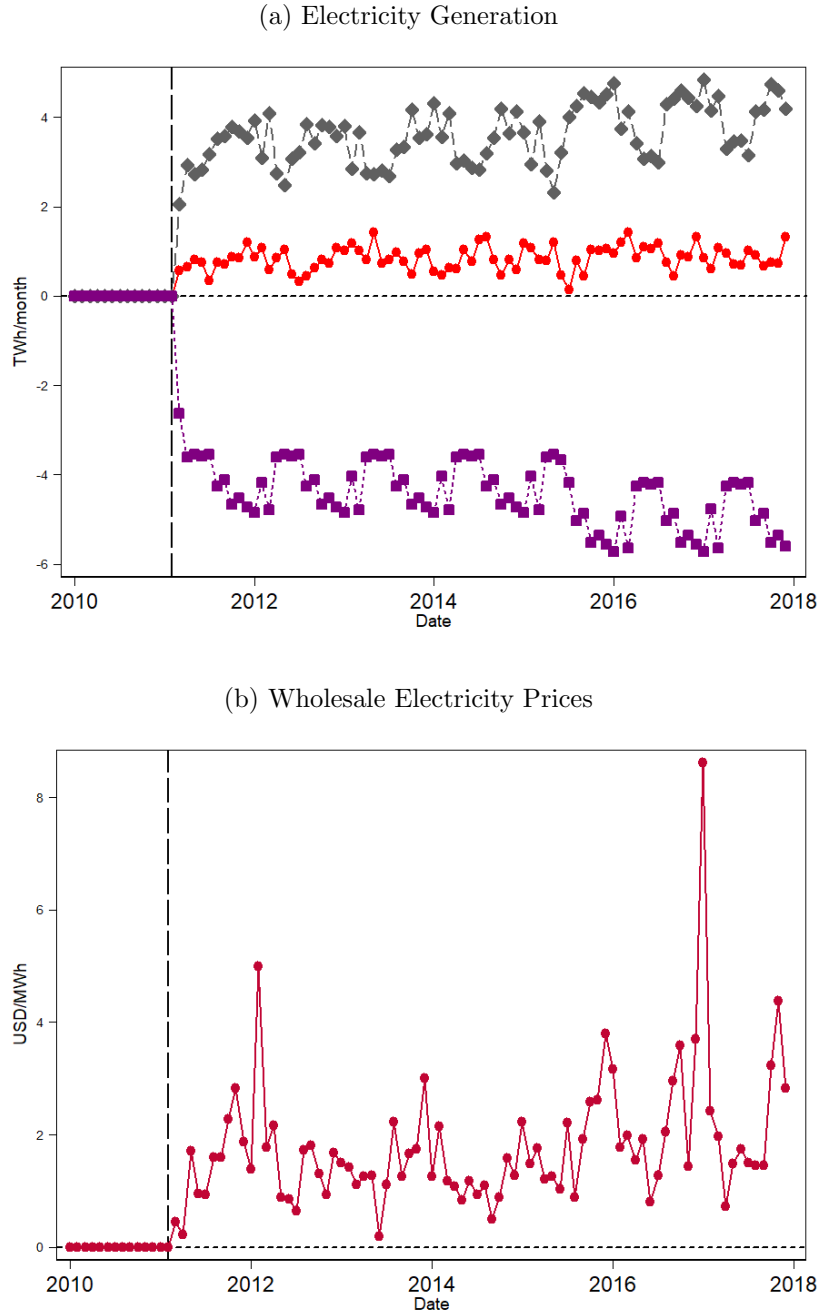 (a) Electricity Generation
4
2
0
-2
-4
-6
TWh/month
2010 2012 2014 2016 2018
Date
(b) Wholesale Electricity Prices
8
6
4
2
0
USD/MWh
2010 2012 2014 2016 2018
Date